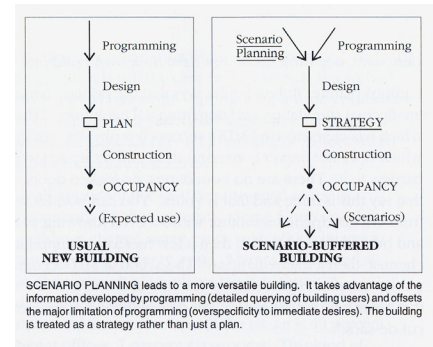 Programming
Design
PLAN
Construction
OCCUPANCY
(Expected use)
USUAL
NEW BUILDING
Scenario
Planning
Programming
Design
STRATEGY
Construction
OCCUPANCY
(Scenarios)
SCENARIO-BUFFERED
BUILDING
SCENARIO PLANNING leads to a more versatile building. It takes advantage of the
information developed by programming (detailed querying of building users) and offsets
the major limitation of programming (overspecificity to immediate desires). The building
is treated as a strategy rather than just a plan.